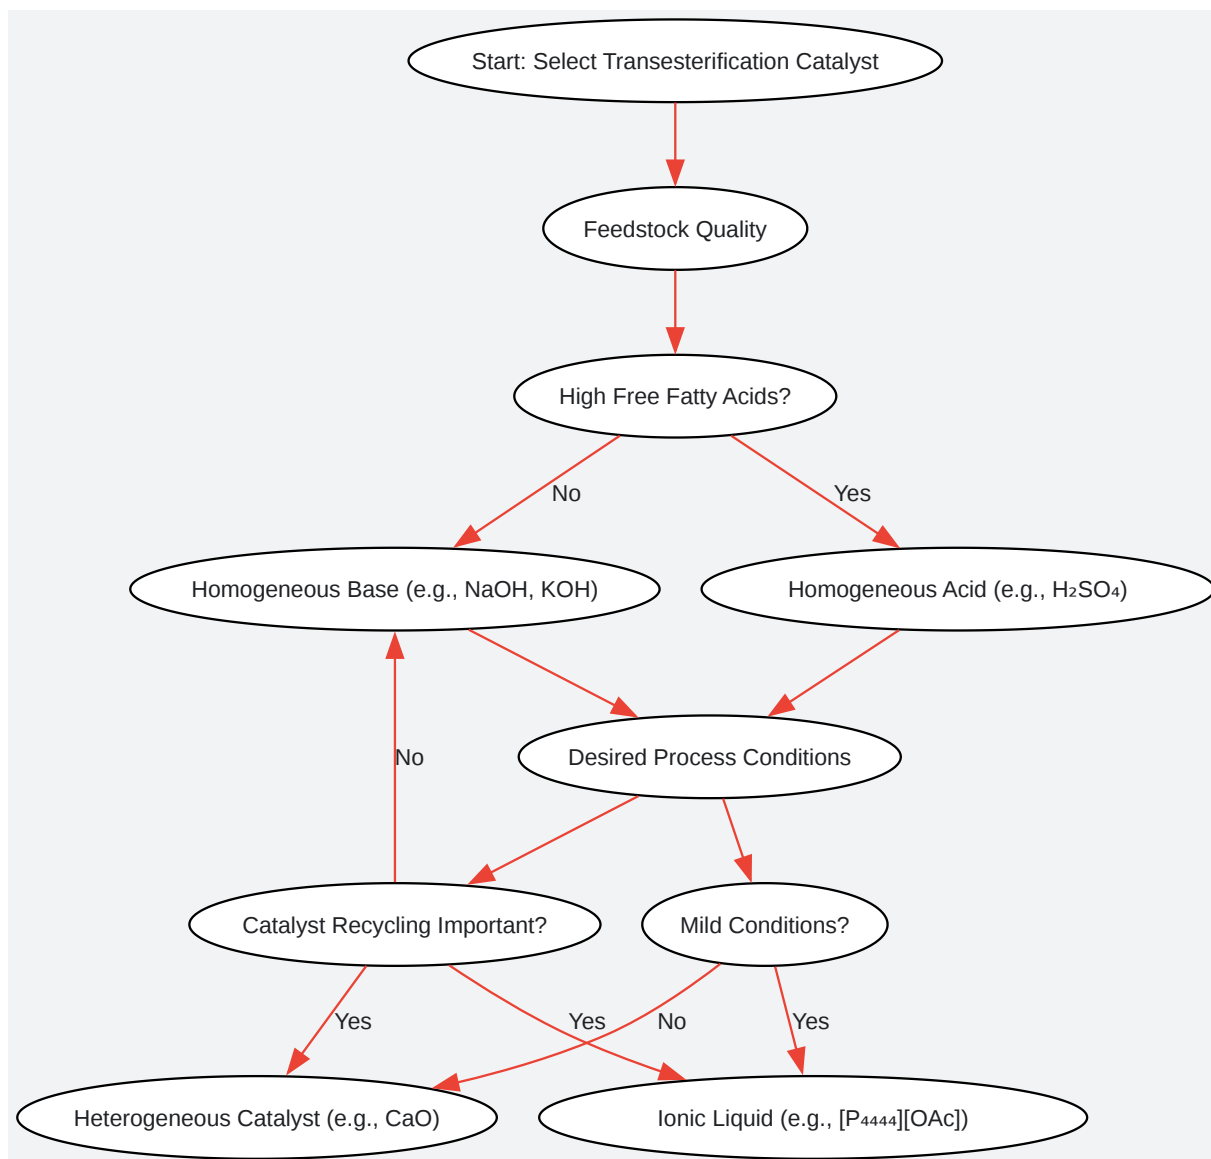 Start: Select Transesterification Catalyst
Feedstock Quality
High Free Fatty Acids?
No
Yes
Homogeneous Base (e.g., NaOH, KOH)
Homogeneous Acid (e.g., H₂SO₄)
No
Desired Process Conditions
Catalyst Recycling Important?
Mild Conditions?
Yes
Yes
No
Yes
Heterogeneous Catalyst (e.g., CaO)
Ionic Liquid (e.g., [P₄₄₄₄][OAc])